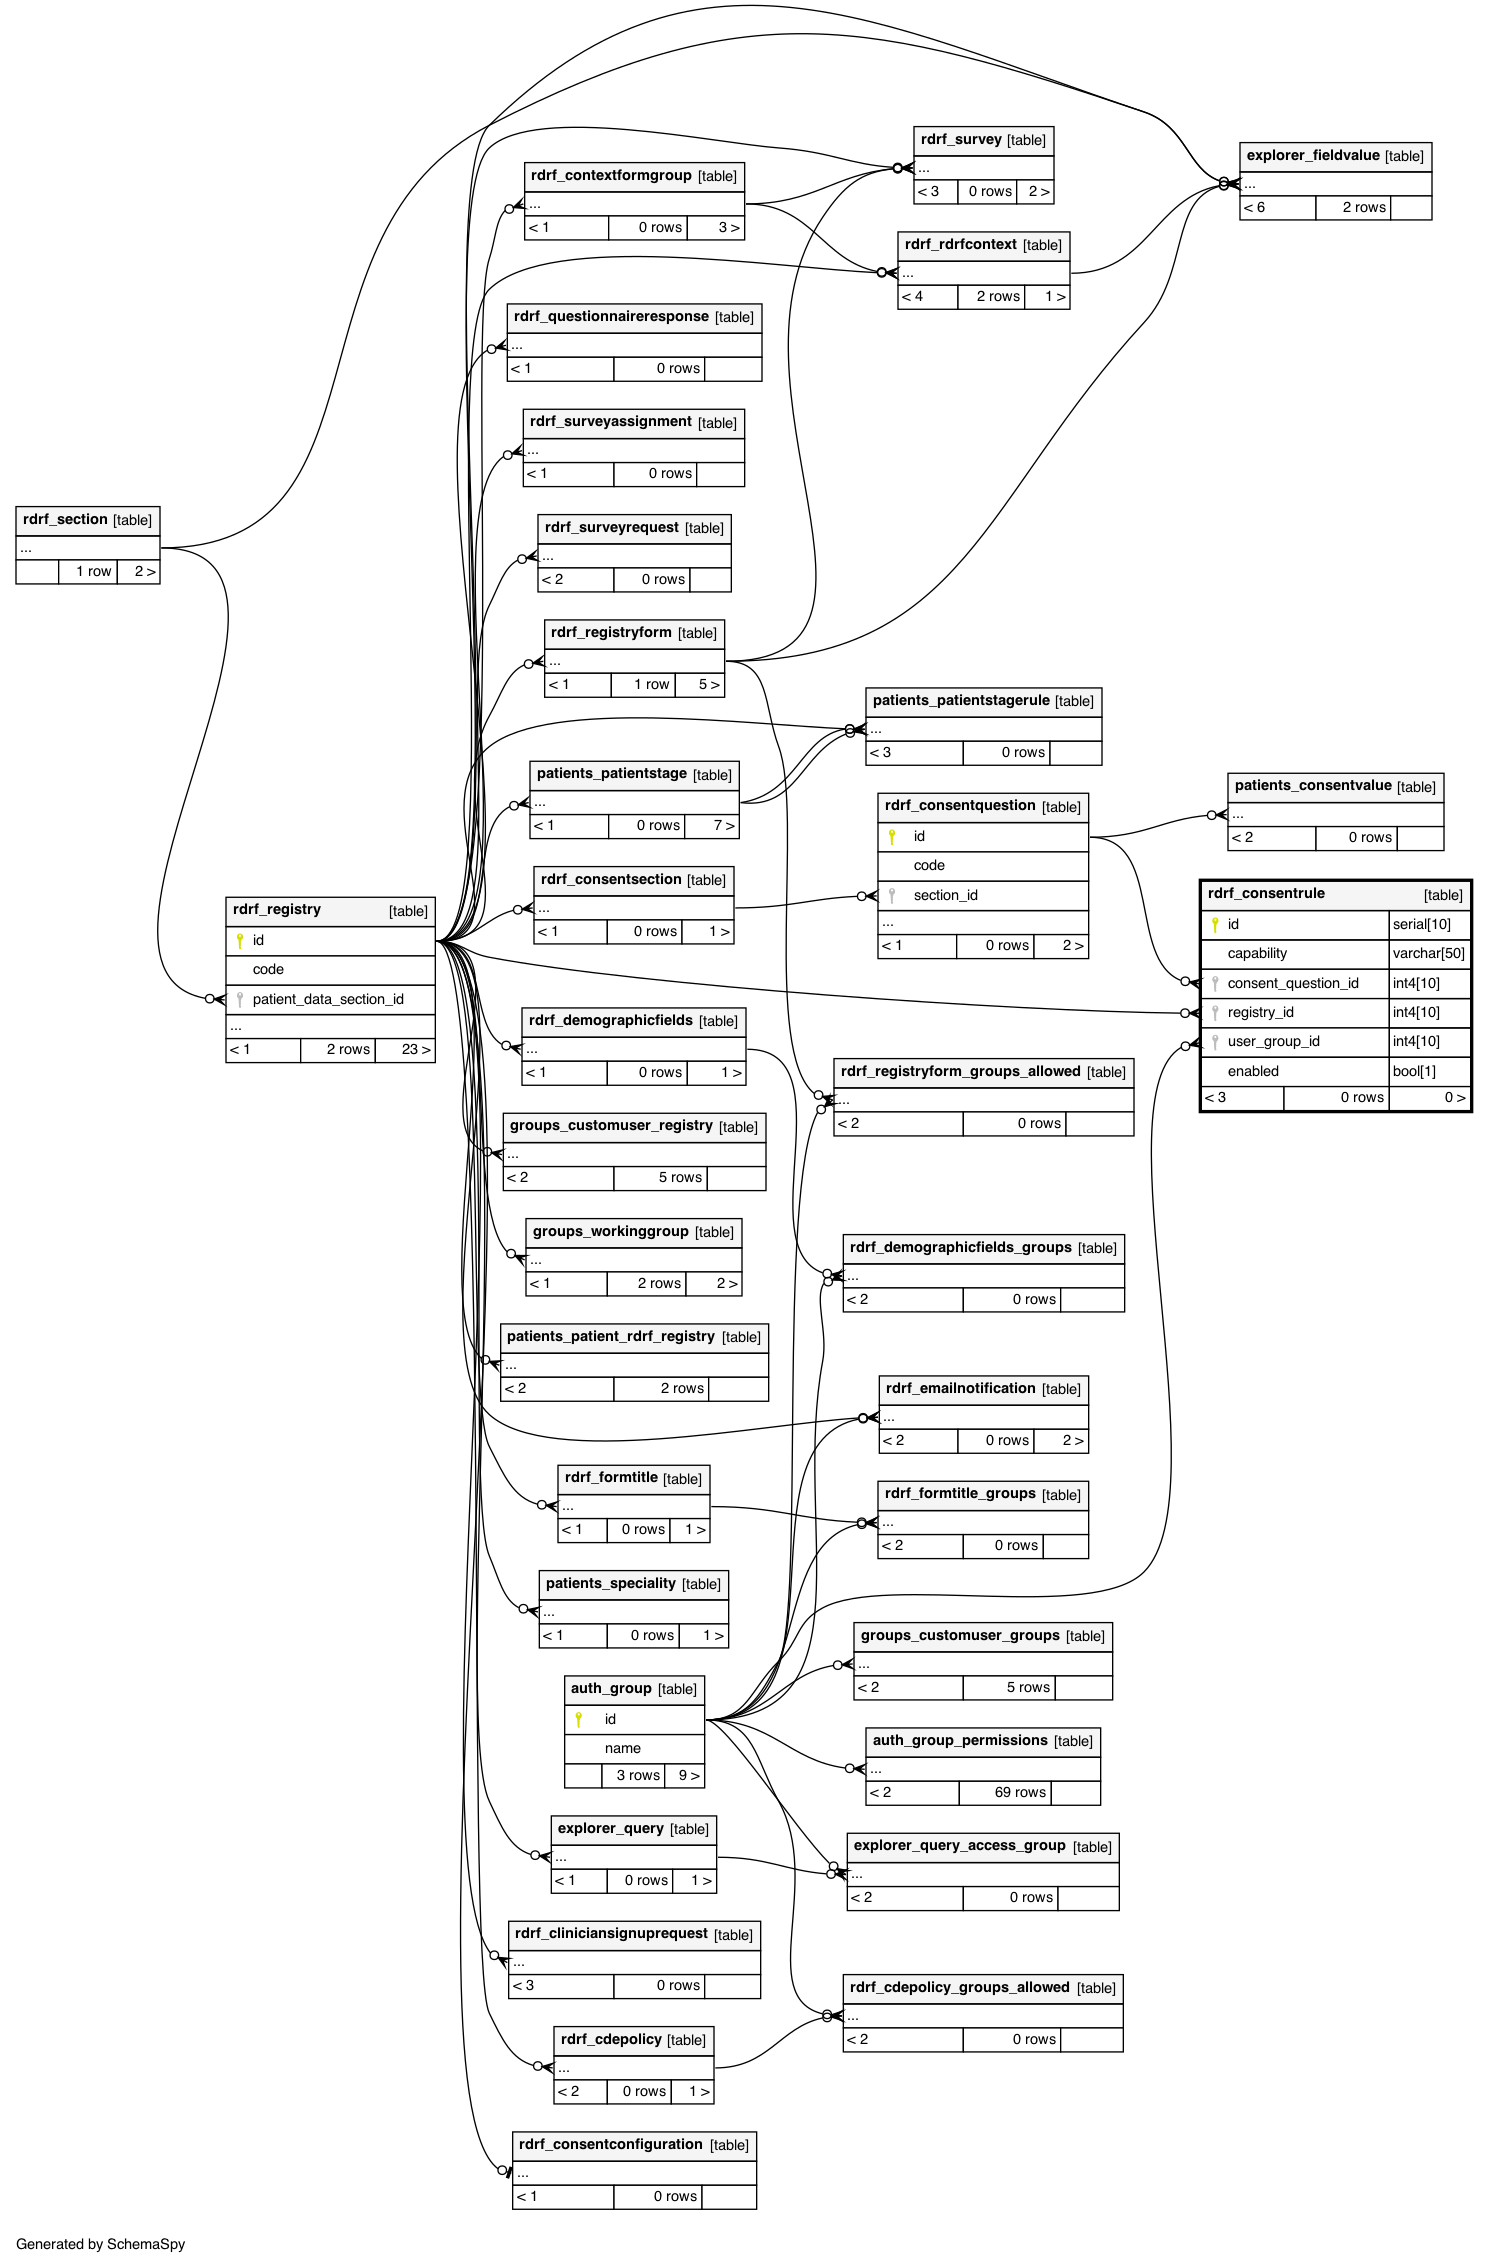 rdrf_survey [table]
...
< 3 0 rows 2 >
explorer_fieldvalue [table]
...
< 6 2 rows
rdrf_contextformgroup [table]
...
< 1 0 rows 3 >
rdrf_rdrfcontext [table]
...
< 4 2 rows 1 >
rdrf_questionnaireresponse [table]
...
< 1 0 rows
rdrf_surveyassignment [table]
...
< 1 0 rows
rdrf_section [table]
...
1 row 2 >
rdrf_surveyrequest [table]
...
< 2 0 rows
rdrf_registryform [table]
...
< 1 1 row 5 >
patients_patientstagerule [table]
...
< 3 0 rows
patients_patientstage [table]
...
< 1 0 rows 7 >
rdrf_consentquestion [table]
id
code
section_id
...
< 1 0 rows 2 >
patients_consentvalue [table]
...
< 2 0 rows
rdrf_consentsection [table]
...
< 1 0 rows 1 >
rdrf_consentrule [table]
id serial[10]
capability varchar[50]
consent_question_id int4[10]
registry_id int4[10]
user_group_id int4[10]
enabled bool[1]
< 3 0 rows 0 >
rdrf_registry [table]
id
code
patient_data_section_id
...
< 1 2 rows 23 >
rdrf_demographicfields [table]
...
< 1 0 rows 1 >
rdrf_registryform_groups_allowed [table]
...
< 2 0 rows
groups_customuser_registry [table]
...
< 2 5 rows
groups_workinggroup [table]
...
< 1 2 rows 2 >
rdrf_demographicfields_groups [table]
...
< 2 0 rows
patients_patient_rdrf_registry [table]
...
< 2 2 rows
rdrf_emailnotification [table]
...
< 2 0 rows 2 >
rdrf_formtitle [table]
...
< 1 0 rows 1 >
rdrf_formtitle_groups [table]
...
< 2 0 rows
patients_speciality [table]
...
< 1 0 rows 1 >
groups_customuser_groups [table]
...
< 2 5 rows
auth_group [table]
id
name
3 rows 9 >
auth_group_permissions [table]
...
< 2 69 rows
explorer_query [table]
...
< 1 0 rows 1 >
explorer_query_access_group [table]
...
< 2 0 rows
rdrf_cliniciansignuprequest [table]
...
< 3 0 rows
rdrf_cdepolicy_groups_allowed [table]
...
< 2 0 rows
rdrf_cdepolicy [table]
...
< 2 0 rows 1 >
rdrf_consentconfiguration [table]
...
< 1 0 rows
Generated by SchemaSpy